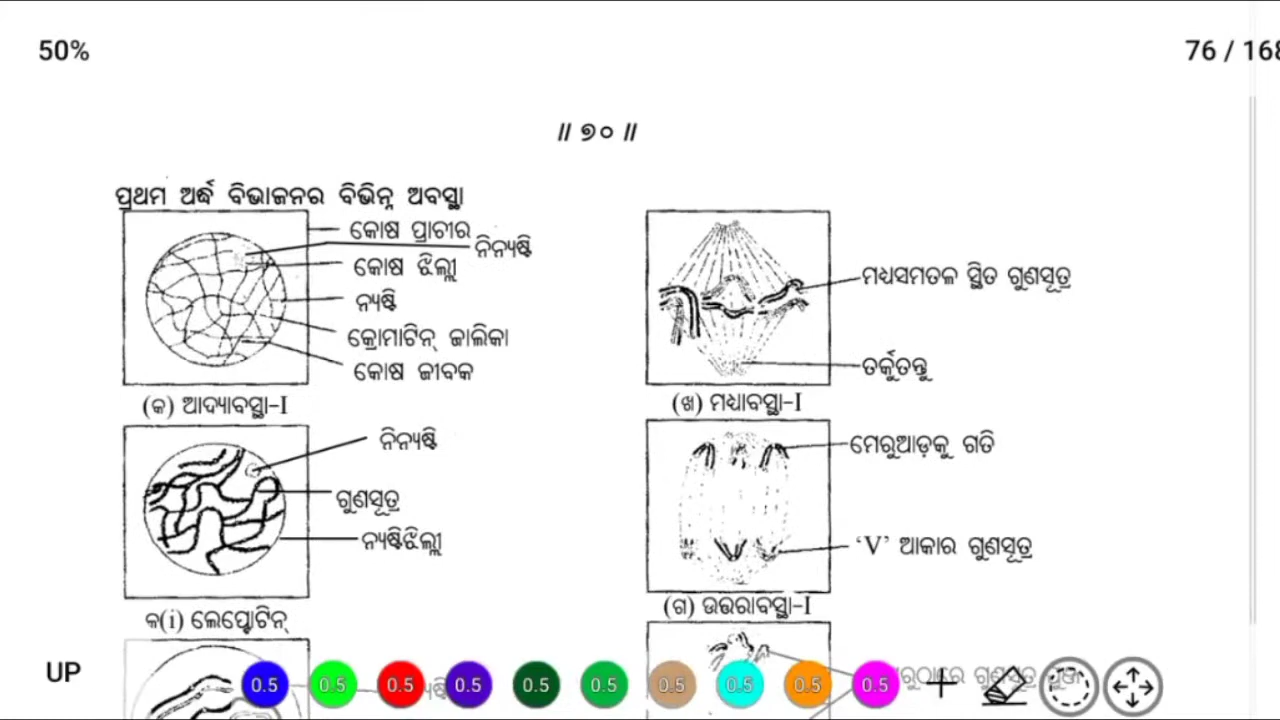 50%
76 / 168
// ୭୦ //
ପ୍ରଥମ ଅର୍ଦ୍ଧ ବିଭାଜନର ବିଭିନ୍ନ ଅବସ୍ଥା
କୋଷ ପ୍ରାଚୀର
ନିନ୍ୟଷ୍ଟି
କୋଷ ଝିଲ୍ଲୀ
ନ୍ୟଷ୍ଟି
କ୍ରୋମାଟିନ୍ ଜାଲିକା
କୋଷ ଜୀବକ
(କ) ଆଦ୍ୟାବସ୍ଥା-I
ମଧ୍ୟସମତଳ ସ୍ଥିତ ଗୁଣସୂତ୍ର
ତର୍କୁତନ୍ତୁ
(ଖ) ମଧ୍ୟାବସ୍ଥା-I
ନିନ୍ୟଷ୍ଟି
ଗୁଣସୂତ୍ର
ନ୍ୟଷ୍ଟିଝିଲ୍ଲୀ
କ(i) ଲେପ୍ଟୋଟିନ୍
ମେରୁଆଡ଼କୁ ଗତି
‘V’ ଆକାର ଗୁଣସୂତ୍ର
(ଗ) ଉତ୍ତରାବସ୍ଥା-I
UP
0.5 0.5 0.5 0.5 0.5 0.5 0.5 0.5 0.5 0.5